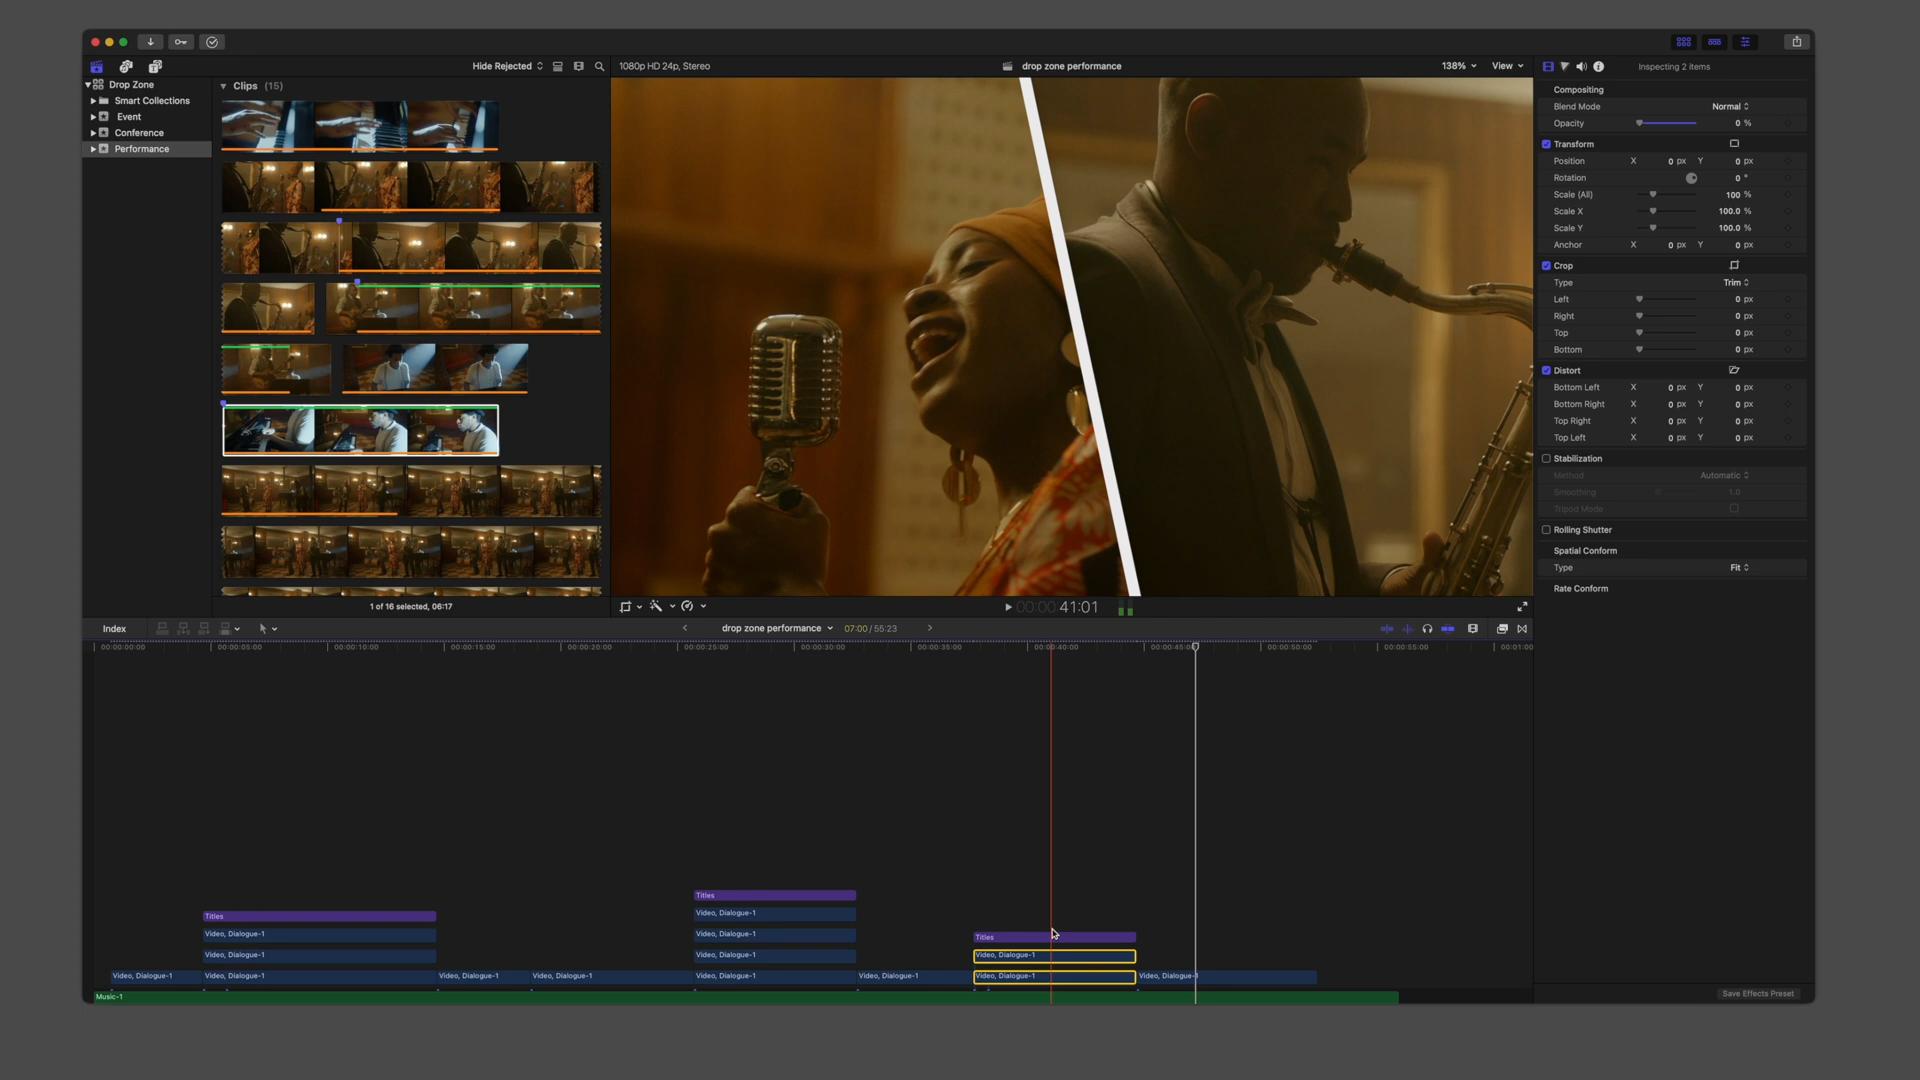 Hide Rejected
1080p HD 24p, Stereo
drop zone performance
138%
View
Inspecting 2 items
Drop Zone
Smart Collections
Event
Conference
Performance
Clips (15)
1 of 16 selected, 06:17
00:00:00:41:01
Compositing
Blend Mode Normal
Opacity 0 %
Transform
Position X 0 px Y 0 px
Rotation 0 °
Scale (All) 100 %
Scale X 100.0 %
Scale Y 100.0 %
Anchor X 0 px Y 0 px
Crop
Type Trim
Left 0 px
Right 0 px
Top 0 px
Bottom 0 px
Distort
Bottom Left X 0 px Y 0 px
Bottom Right X 0 px Y 0 px
Top Right X 0 px Y 0 px
Top Left X 0 px Y 0 px
Stabilization
Method Automatic
Smoothing 1.0
Tripod Mode
Rolling Shutter
Spatial Conform
Type Fit
Rate Conform
Save Effects Preset
Index
drop zone performance
07:00 / 55:23
00:00:00:00 00:00:05:00 00:00:10:00 00:00:15:00 00:00:20:00 00:00:25:00 00:00:30:00 00:00:35:00 00:00:40:00 00:00:45:00 00:00:50:00 00:00:55:00 00:01:00
Titles
Titles
Video, Dialogue-1
Video, Dialogue-1
Video, Dialogue-1
Titles
Video, Dialogue-1
Video, Dialogue-1
Video, Dialogue-1
Video, Dialogue-1
Video, Dialogue-1
Video, Dialogue-1
Video, Dialogue-1
Video, Dialogue-1
Video, Dialogue-1
Video, Dialogue-1
Video, Dialogue-1
Music-1